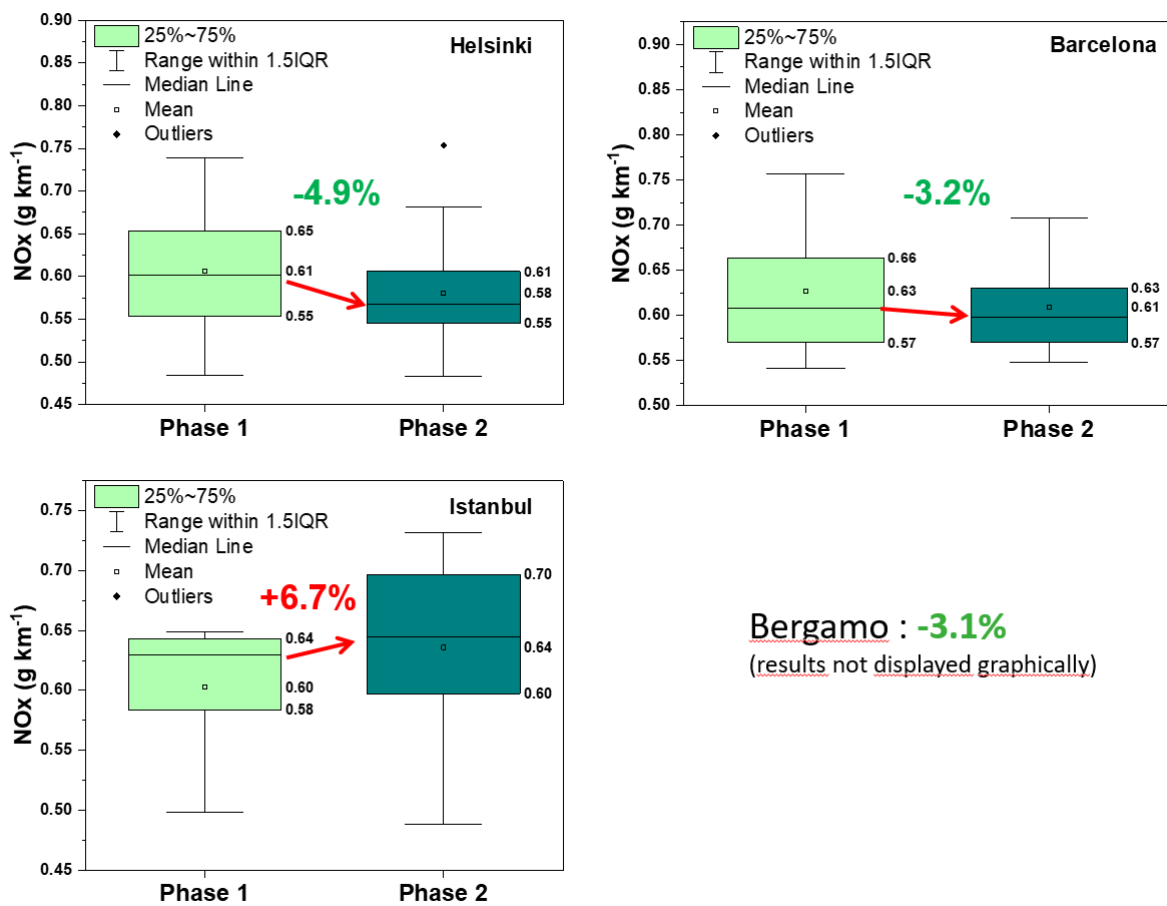 0.90
0.85
0.80
0.75
0.70
0.65
0.60
0.55
0.50
0.45
NOx (g km⁻¹)
25%~75%
Range within 1.5IQR
Median Line
Mean
Outliers
Helsinki
-4.9%
0.65
0.61
0.55
0.61
0.58
0.55
Phase 1 Phase 2
0.90
0.85
0.80
0.75
0.70
0.65
0.60
0.55
0.50
NOx (g km⁻¹)
25%~75%
Range within 1.5IQR
Median Line
Mean
Outliers
Barcelona
-3.2%
0.66
0.63
0.57
0.63
0.61
0.57
Phase 1 Phase 2
0.75
0.70
0.65
0.60
0.55
0.50
0.45
NOx (g km⁻¹)
25%~75%
Range within 1.5IQR
Median Line
Mean
Outliers
Istanbul
+6.7%
0.64
0.60
0.58
0.70
0.64
0.60
Phase 1 Phase 2
Bergamo : -3.1%
(results not displayed graphically)